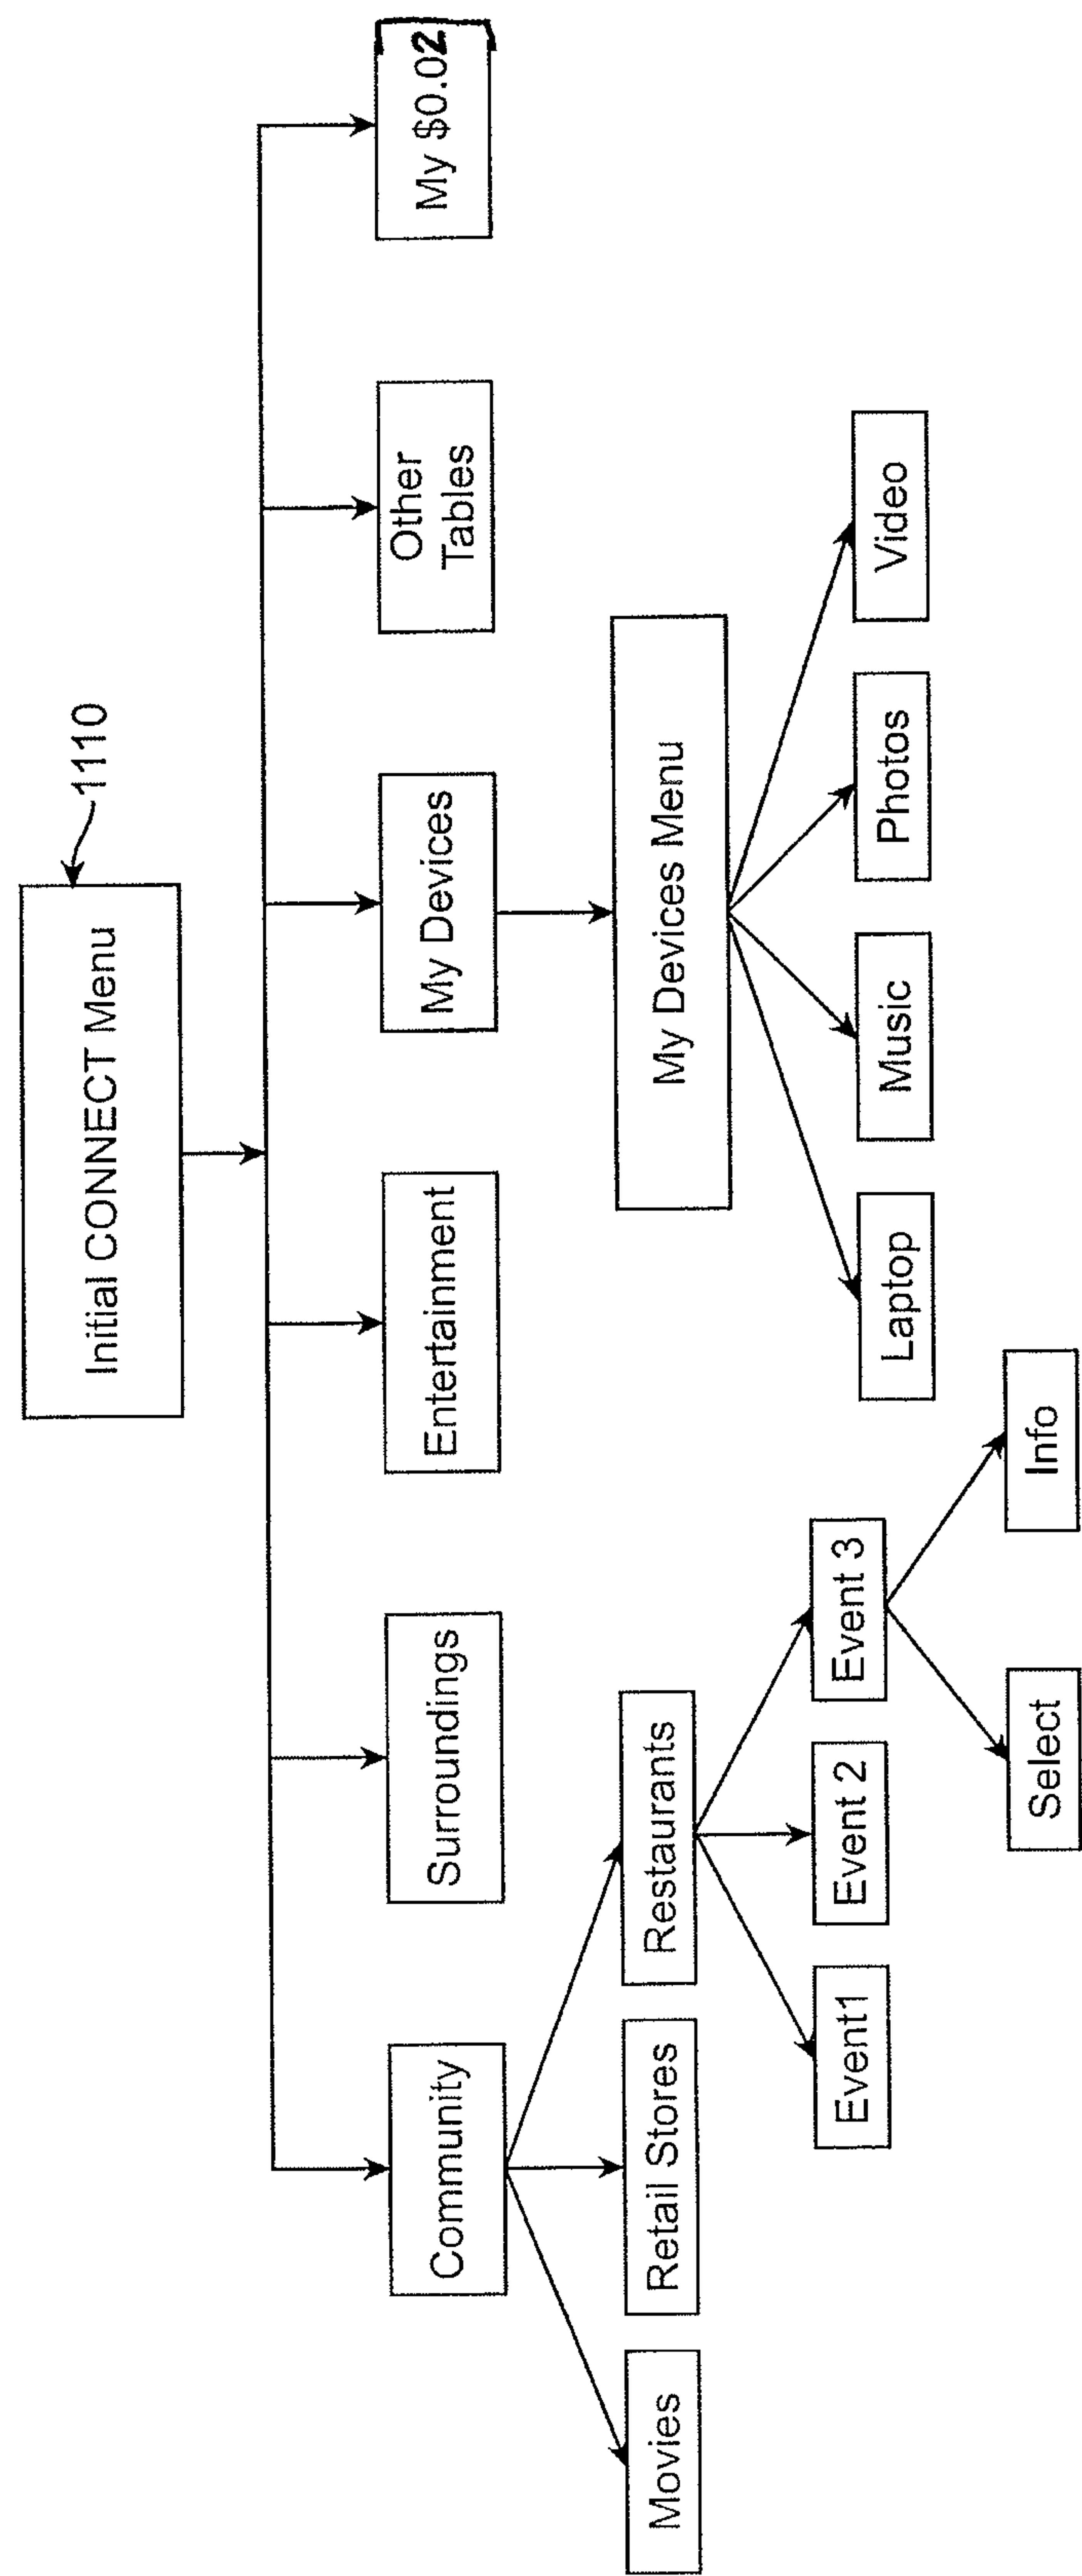 Initial CONNECT Menu
1110
Community
Surroundings
Entertainment
My Devices
Other
Tables
My $0.02
Movies
Retail Stores
Restaurants
My Devices Menu
Event1
Event 2
Event 3
Laptop
Music
Photos
Video
Select
Info